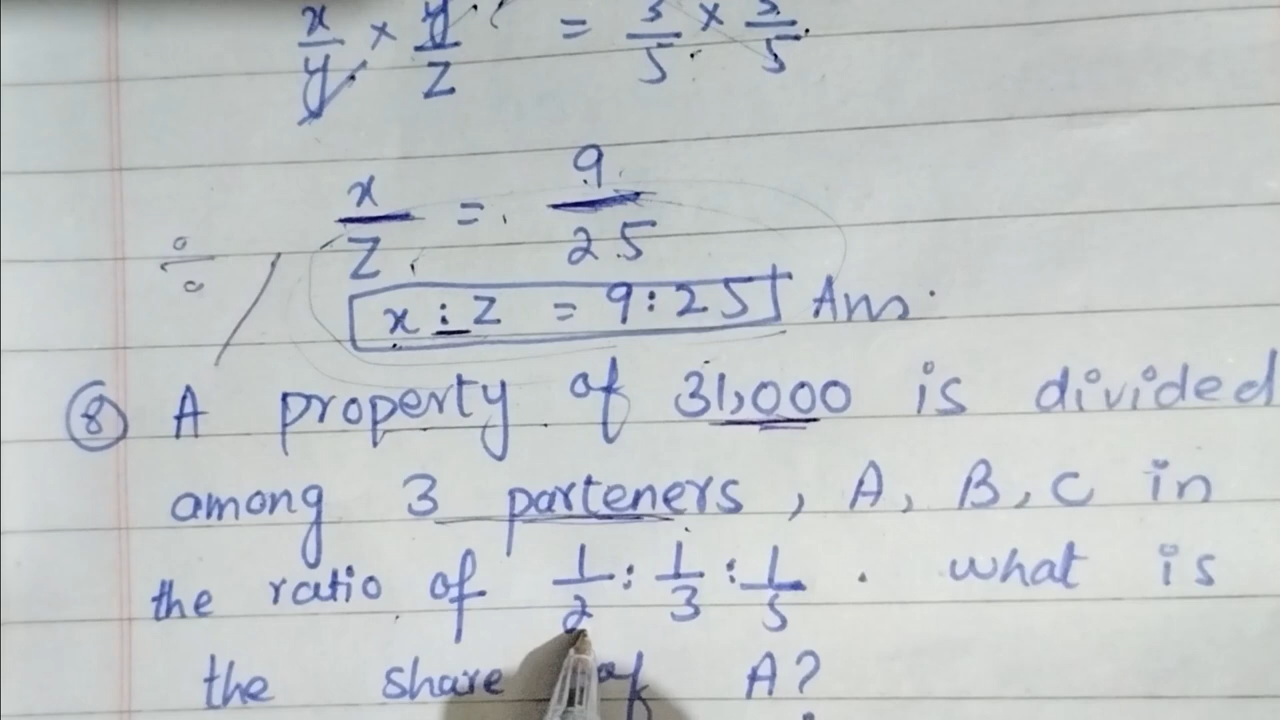 x/y × y/z = 3/5 × 3/5
x/z = 9/25
÷ /
x : z = 9 : 25 Ans.
⑧ A property of 31,000 is divided
among 3 parteners , A, B, C in
the ratio of 1/2 : 1/3 : 1/5 . what is
the share of A?